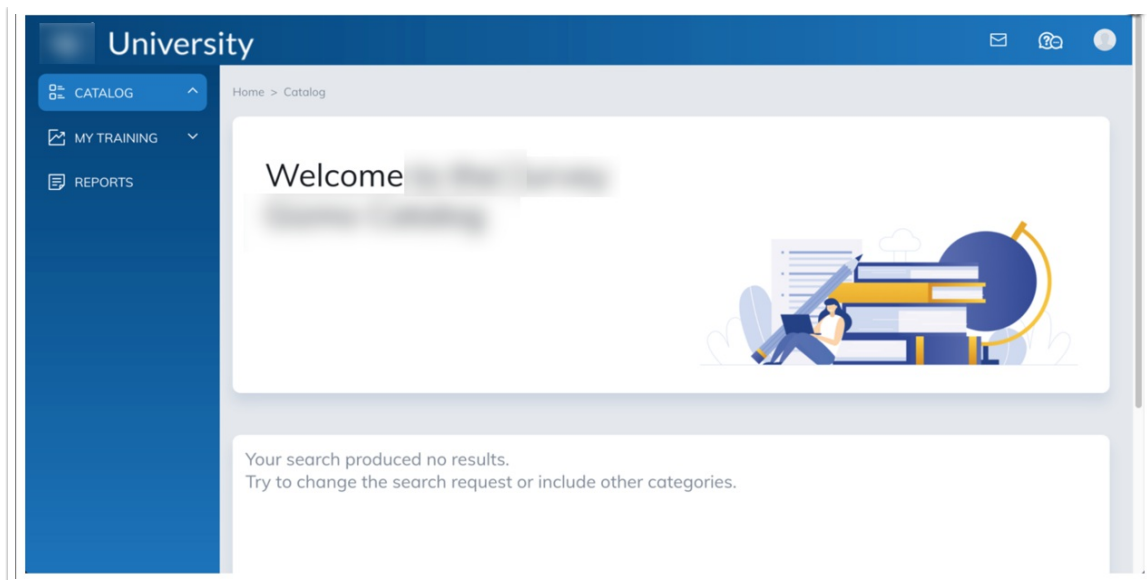 University
CATALOG
MY TRAINING
REPORTS
Home > Catalog
Welcome
Your search produced no results.
Try to change the search request or include other categories.